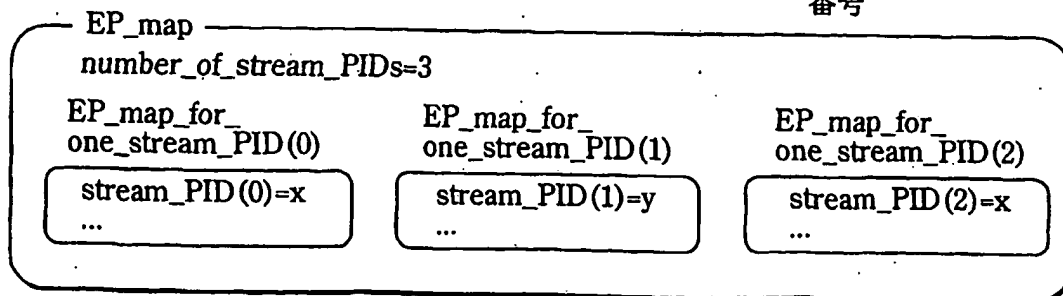 番号
EP_map
number_of_stream_PIDs=3
EP_map_for_
one_stream_PID(0)
stream_PID(0)=x
...
EP_map_for_
one_stream_PID(1)
stream_PID(1)=y
...
EP_map_for_
one_stream_PID(2)
stream_PID(2)=x
...